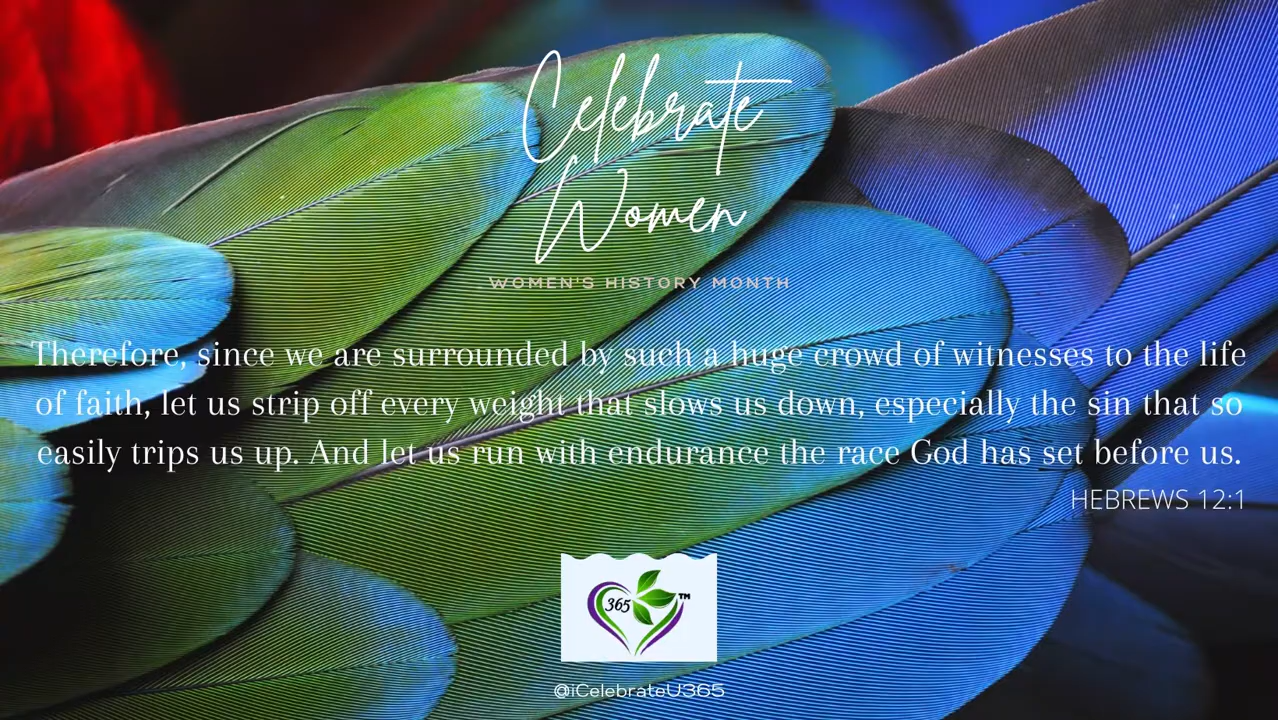 Celebrate
Women
WOMEN'S HISTORY MONTH
Therefore, since we are surrounded by such a huge crowd of witnesses to the life
of faith, let us strip off every weight that slows us down, especially the sin that so
easily trips us up. And let us run with endurance the race God has set before us.
HEBREWS 12:1
365 ™
@iCelebrateU365